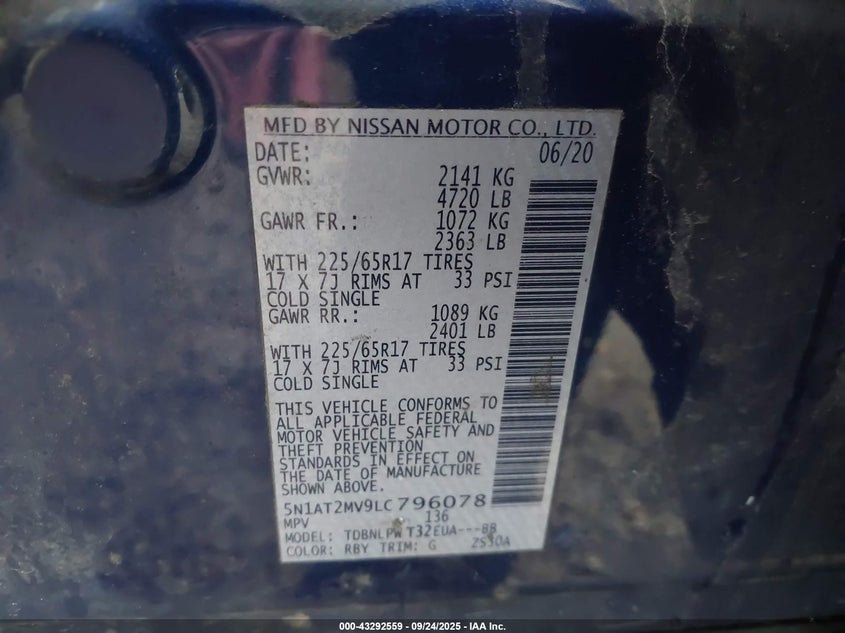 MFD BY NISSAN MOTOR CO., LTD.
DATE: 06/20
GVWR: 2141 KG
4720 LB
GAWR FR.: 1072 KG
2363 LB
WITH 225/65R17 TIRES
17 X 7J RIMS AT 33 PSI
COLD SINGLE
GAWR RR.: 1089 KG
2401 LB
WITH 225/65R17 TIRES
17 X 7J RIMS AT 33 PSI
COLD SINGLE
THIS VEHICLE CONFORMS TO
ALL APPLICABLE FEDERAL
MOTOR VEHICLE SAFETY AND
THEFT PREVENTION
STANDARDS IN EFFECT ON
THE DATE OF MANUFACTURE
SHOWN ABOVE.
5N1AT2MV9LC796078
MPV 136
MODEL: TDBNLPW T32EUA---BB
COLOR: RBY TRIM: G ZS30A
000-43292559 - 09/24/2025 - IAA Inc.